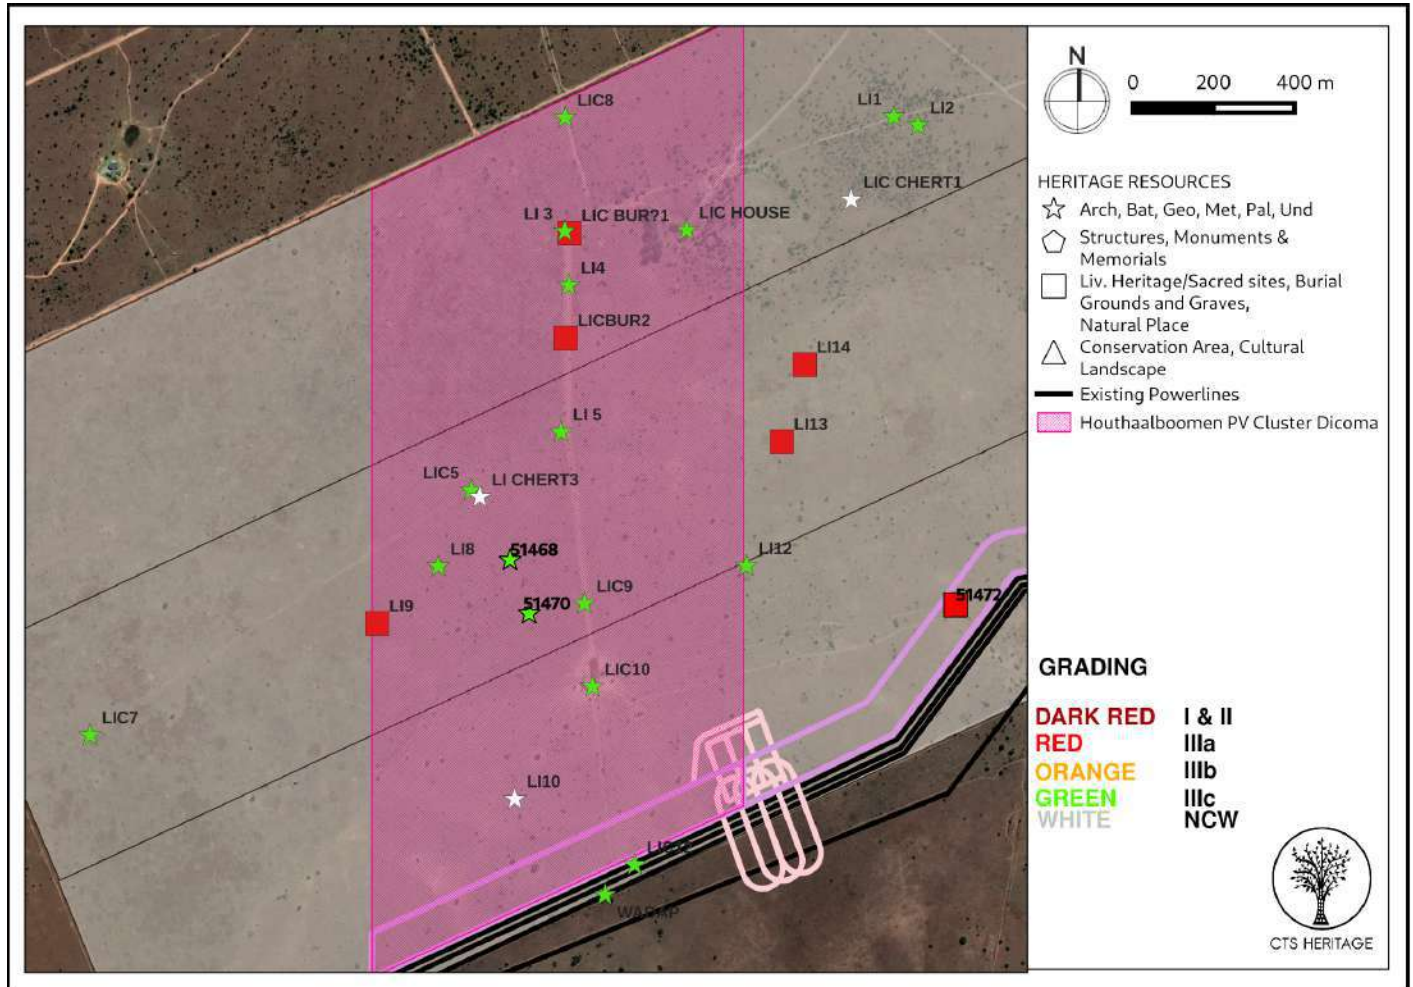 LIC8
LI1
LI2
LIC CHERT1
LI 3
LIC BUR?1
LIC HOUSE
LI4
LICBUR2
LI14
LI 5
LI13
LIC5
LI CHERT3
LI8
51468
LI12
LIC9
51470
LI9
51472
LIC10
LIC7
LI10
N
0 200 400 m
HERITAGE RESOURCES
Arch, Bat, Geo, Met, Pal, Und
Structures, Monuments &
Memorials
Liv. Heritage/Sacred sites, Burial
Grounds and Graves,
Natural Place
Conservation Area, Cultural
Landscape
Existing Powerlines
Houthaalboomen PV Cluster Dicoma
GRADING
DARK RED I & II
RED IIIa
ORANGE IIIb
GREEN IIIc
WHITE NCW
CTS HERITAGE